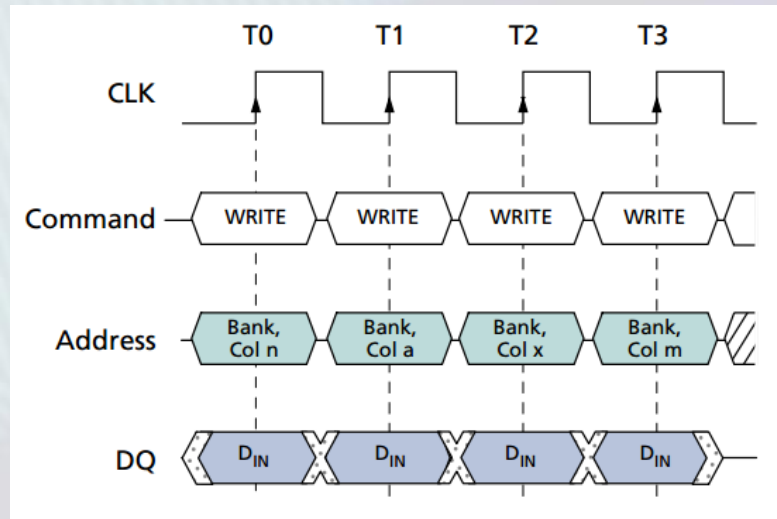 T0 T1 T2 T3
CLK
Command WRITE WRITE WRITE WRITE
Address Bank, Col n Bank, Col a Bank, Col x Bank, Col m
DQ DIN DIN DIN DIN